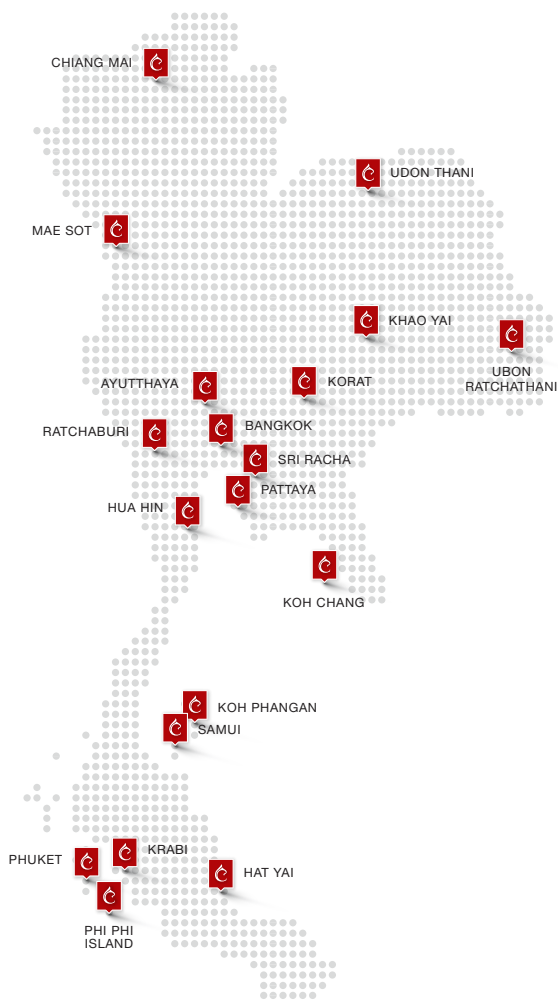 CHIANG MAI
UDON THANI
MAE SOT
KHAO YAI
UBON
RATCHATHANI
AYUTTHAYA
KORAT
RATCHABURI
BANGKOK
SRI RACHA
PATTAYA
HUA HIN
KOH CHANG
KOH PHANGAN
SAMUI
PHUKET
KRABI
HAT YAI
PHI PHI
ISLAND